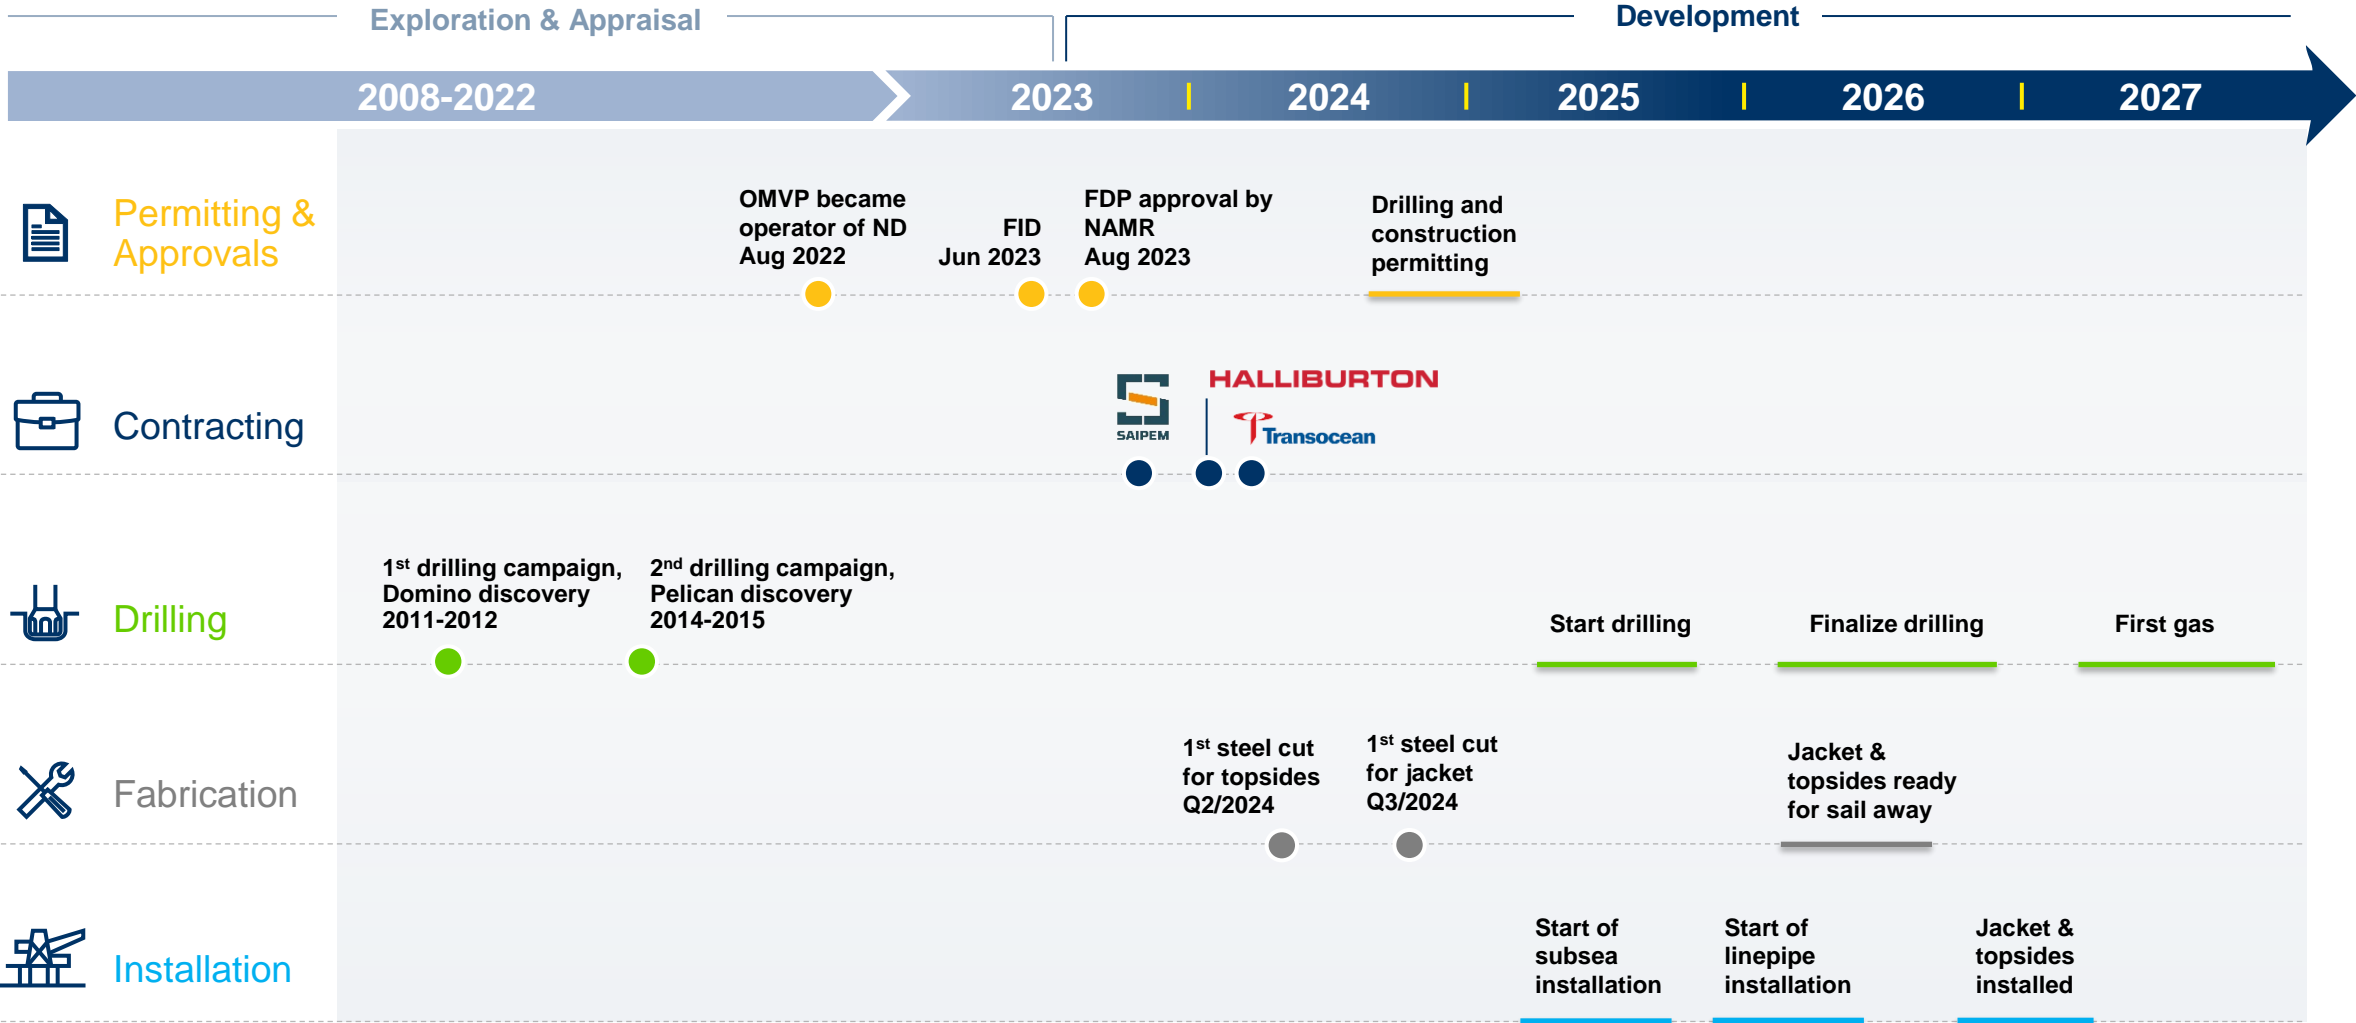 Exploration & Appraisal
Development
2008-2022
2023
2024
2025
2026
2027
Permitting &
Approvals
OMVP became
operator of ND
Aug 2022
FID
Jun 2023
FDP approval by
NAMR
Aug 2023
Drilling and
construction
permitting
Contracting
SAIPEM
HALLIBURTON
Transocean
Drilling
1st drilling campaign,
Domino discovery
2011-2012
2nd drilling campaign,
Pelican discovery
2014-2015
Start drilling
Finalize drilling
First gas
Fabrication
1st steel cut
for topsides
Q2/2024
1st steel cut
for jacket
Q3/2024
Jacket &
topsides ready
for sail away
Installation
Start of
subsea
installation
Start of
linepipe
installation
Jacket &
topsides
installed